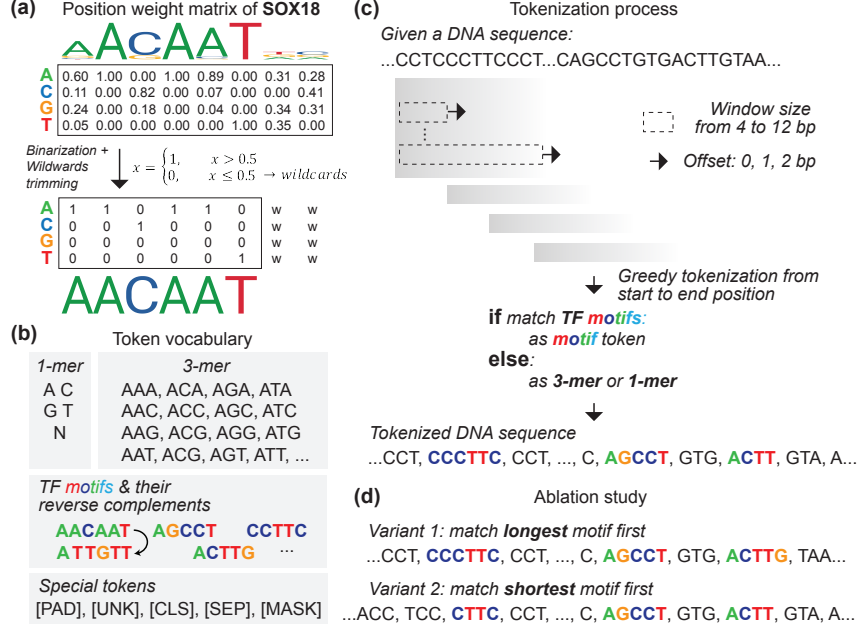 (a) Position weight matrix of SOX18
AACAAT
A 0.60 1.00 0.00 1.00 0.89 0.00 0.31 0.28
C 0.11 0.00 0.82 0.00 0.07 0.00 0.00 0.41
G 0.24 0.00 0.18 0.00 0.04 0.00 0.34 0.31
T 0.05 0.00 0.00 0.00 0.00 1.00 0.35 0.00
Binarization +
Wildwards
trimming
x = {1, x > 0.5
0, x ≤ 0.5 → wildcards
A 1 1 0 1 1 0 w w
C 0 0 1 0 0 0 w w
G 0 0 0 0 0 0 w w
T 0 0 0 0 0 1 w w
AACAAT
(b) Token vocabulary
1-mer
A C
G T
N
3-mer
AAA, ACA, AGA, ATA
AAC, ACC, AGC, ATC
AAG, ACG, AGG, ATG
AAT, ACG, AGT, ATT, ...
TF motifs & their
reverse complements
AACAAT AGCCT CCTTC
ATTGTT ACTTG ...
Special tokens
[PAD], [UNK], [CLS], [SEP], [MASK]
(c) Tokenization process
Given a DNA sequence:
...CCTCCCTTCCCT...CAGCCTGTGACTTGTAA...
Window size
from 4 to 12 bp
Offset: 0, 1, 2 bp
Greedy tokenization from
start to end position
if match TF motifs:
as motif token
else:
as 3-mer or 1-mer
Tokenized DNA sequence
...CCT, CCCTTC, CCT, ..., C, AGCCT, GTG, ACTT, GTA, A...
(d) Ablation study
Variant 1: match longest motif first
...CCT, CCCTTC, CCT, ..., C, AGCCT, GTG, ACTTG, TAA...
Variant 2: match shortest motif first
...ACC, TCC, CTTC, CCT, ..., C, AGCCT, GTG, ACTT, GTA, A...